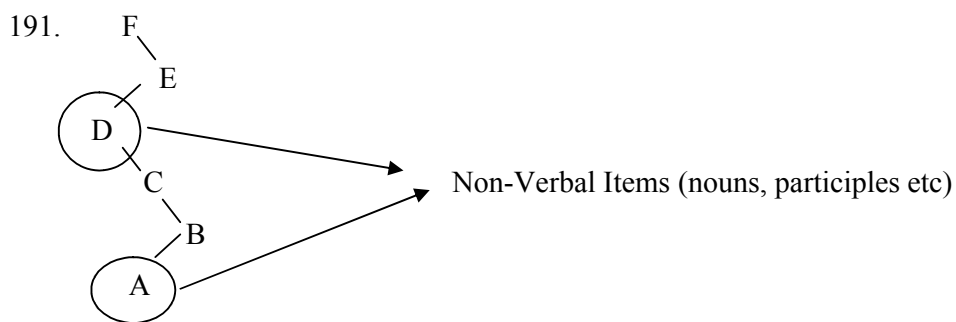 191. F
E
D
C
Non-Verbal Items (nouns, participles etc)
B
A